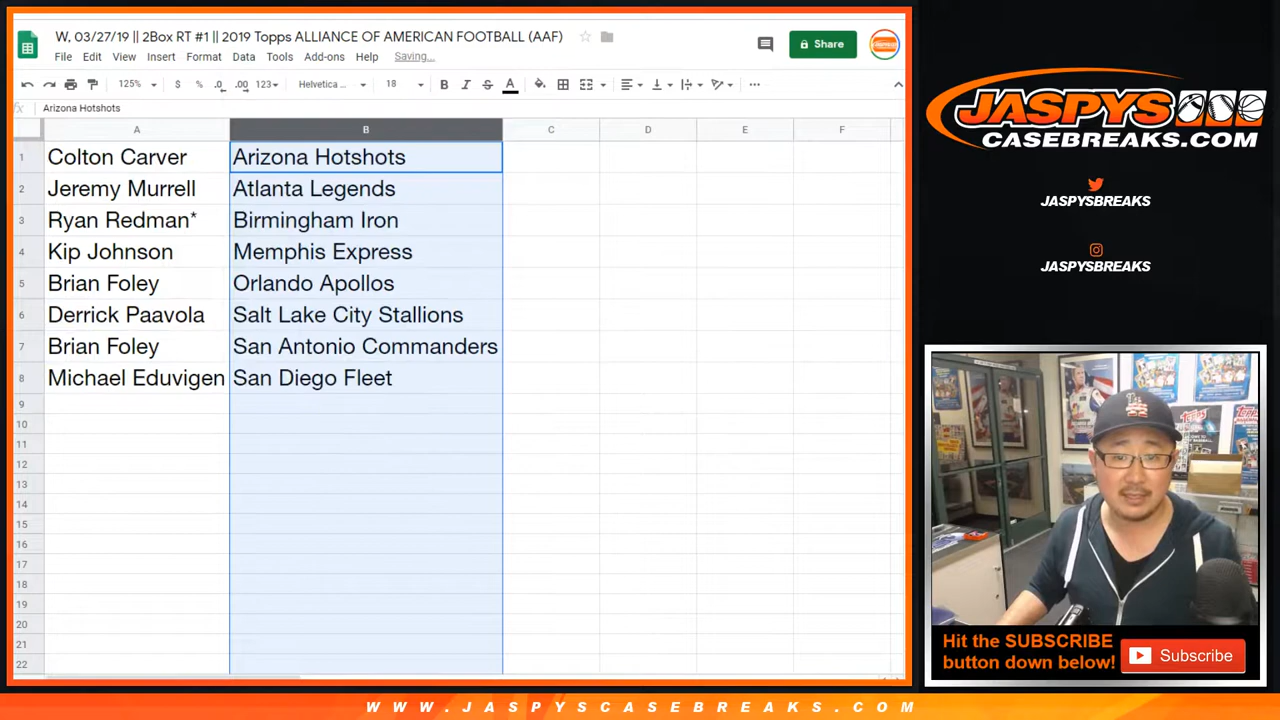 W, 03/27/19 || 2Box RT #1 || 2019 Topps ALLIANCE OF AMERICAN FOOTBALL (AAF)
File Edit View Insert Format Data Tools Add-ons Help Saving...
Share
125% $ % .0 .00 123 Helvetica ... 18 B I S A
fx Arizona Hotshots
A B C D E F
1 Colton Carver Arizona Hotshots
2 Jeremy Murrell Atlanta Legends
3 Ryan Redman* Birmingham Iron
4 Kip Johnson Memphis Express
5 Brian Foley Orlando Apollos
6 Derrick Paavola Salt Lake City Stallions
7 Brian Foley San Antonio Commanders
8 Michael Eduvigen San Diego Fleet
9
10
11
12
13
14
15
16
17
18
19
20
21
22
JASPYS
CASEBREAKS.COM
JASPYSBREAKS
JASPYSBREAKS
Hit the SUBSCRIBE
button down below!
Subscribe
WWW.JASPYSCASEBREAKS.COM